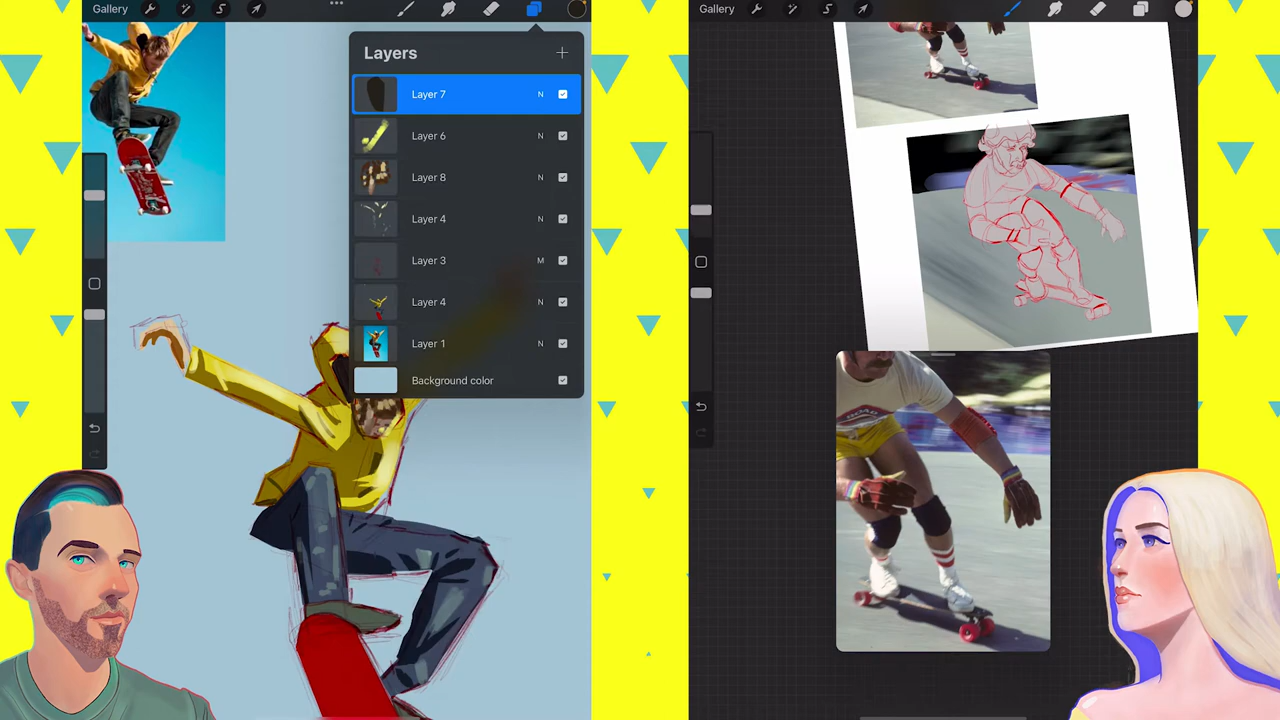 Gallery
Layers
Layer 7 N
Layer 6 N
Layer 8 N
Layer 4 N
Layer 3 M
Layer 4 N
Layer 1 N
Background color
Gallery